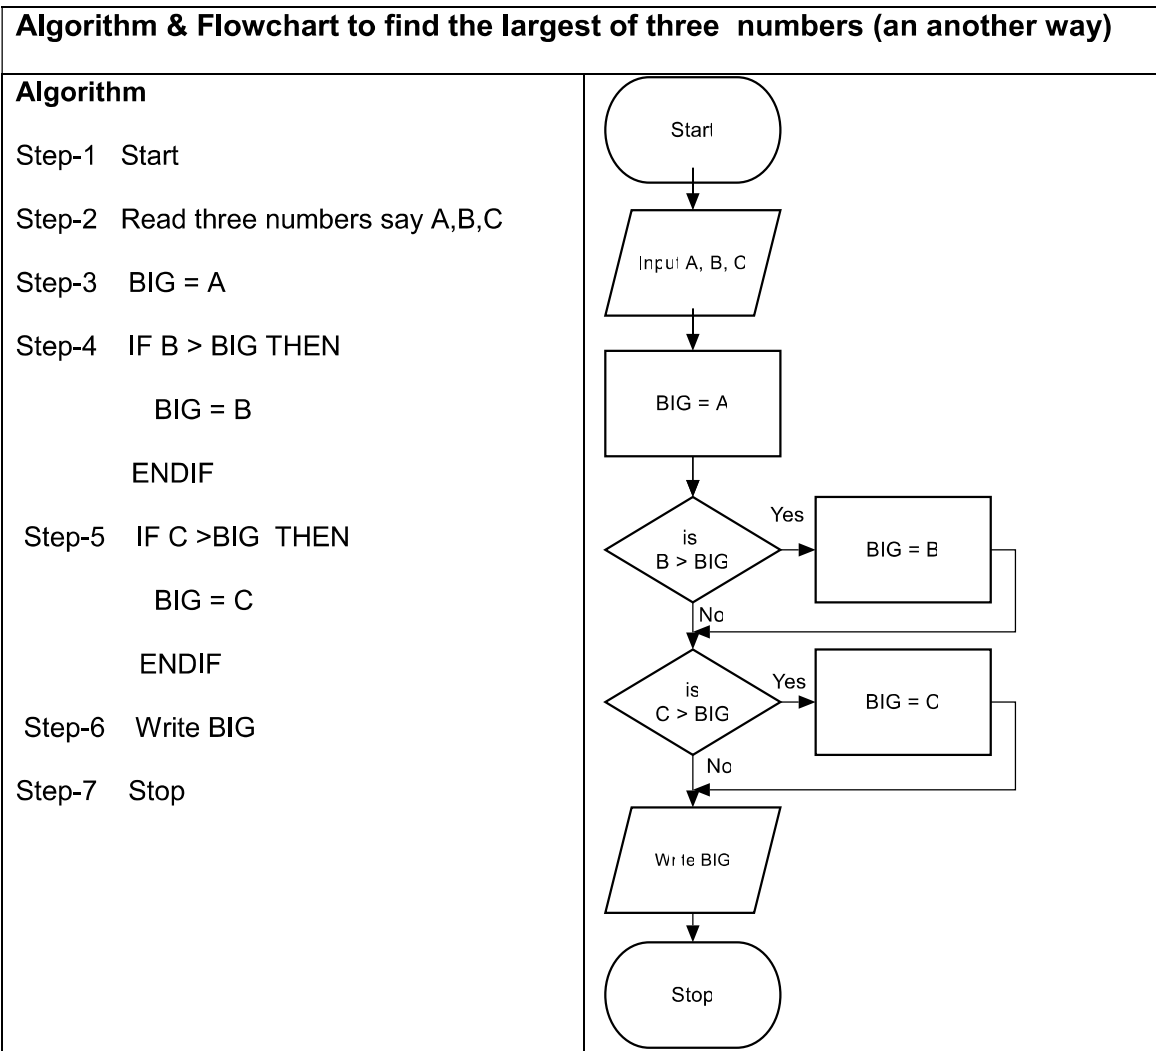 Algorithm & Flowchart to find the largest of three numbers (an another way)
Algorithm
Step-1 Start
Step-2 Read three numbers say A,B,C
Step-3 BIG = A
Step-4 IF B > BIG THEN
BIG = B
ENDIF
Step-5 IF C >BIG THEN
BIG = C
ENDIF
Step-6 Write BIG
Step-7 Stop
Start
Input A, B, C
BIG = A
is
B > BIG
Yes
BIG = B
No
is
C > BIG
Yes
BIG = C
No
Write BIG
Stop